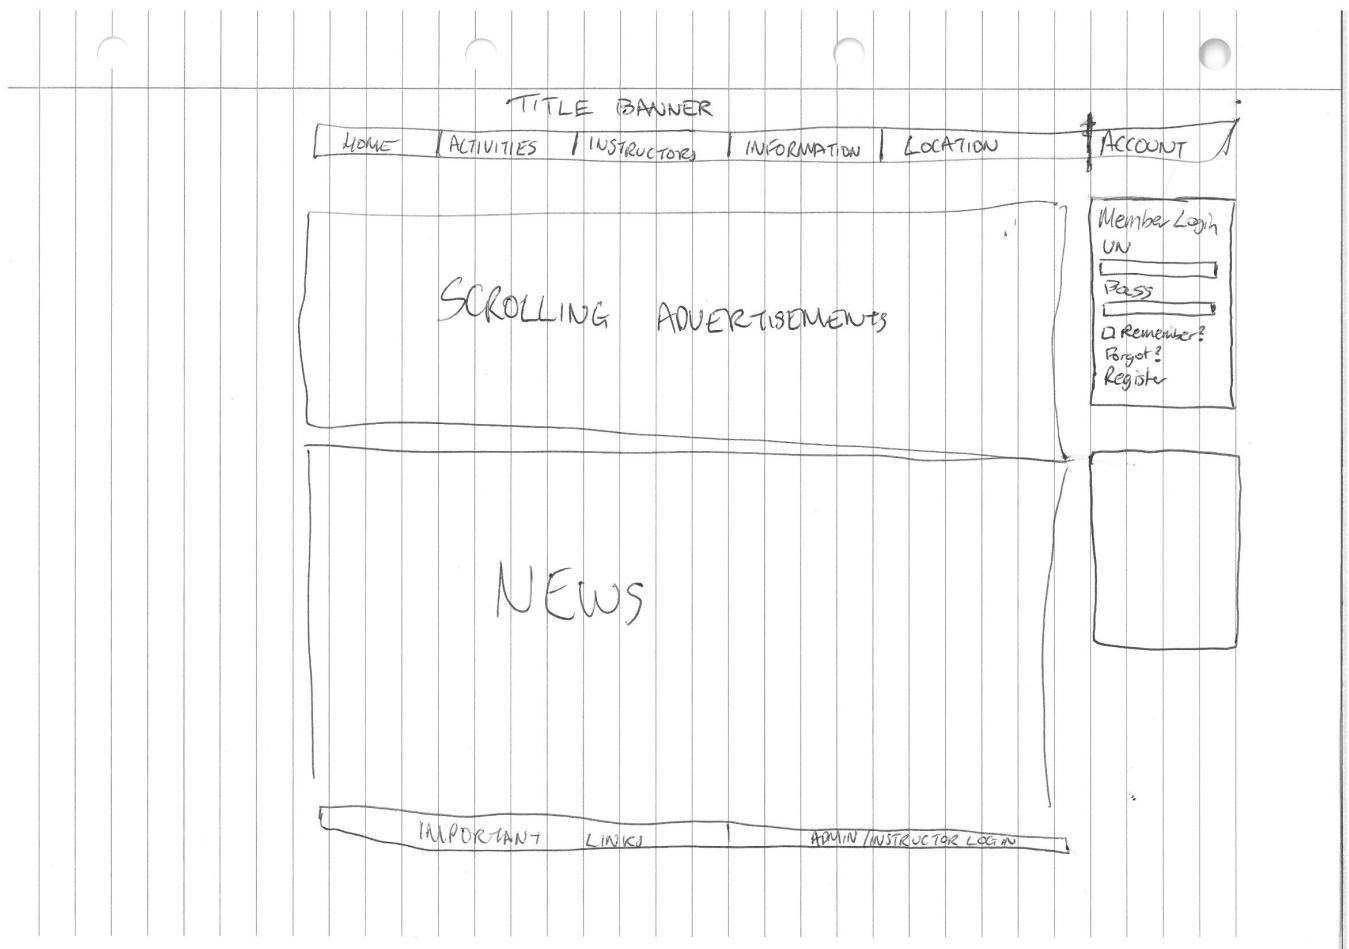 TITLE BANNER
HOME ACTIVITIES INSTRUCTORS INFORMATION LOCATION ACCOUNT
Member Login
UN
Pass
Remember?
Forgot?
Register
SCROLLING ADVERTISEMENTS
NEWS
IMPORTANT LINKS ADMIN/INSTRUCTOR LOGIN